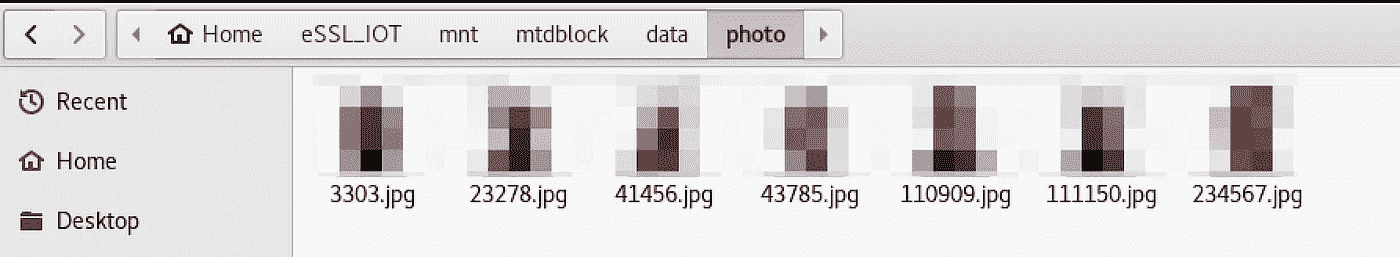 Home eSSL_IOT mnt mtdblock data photo
Recent
Home
Desktop
3303.jpg 23278.jpg 41456.jpg 43785.jpg 110909.jpg 111150.jpg 234567.jpg